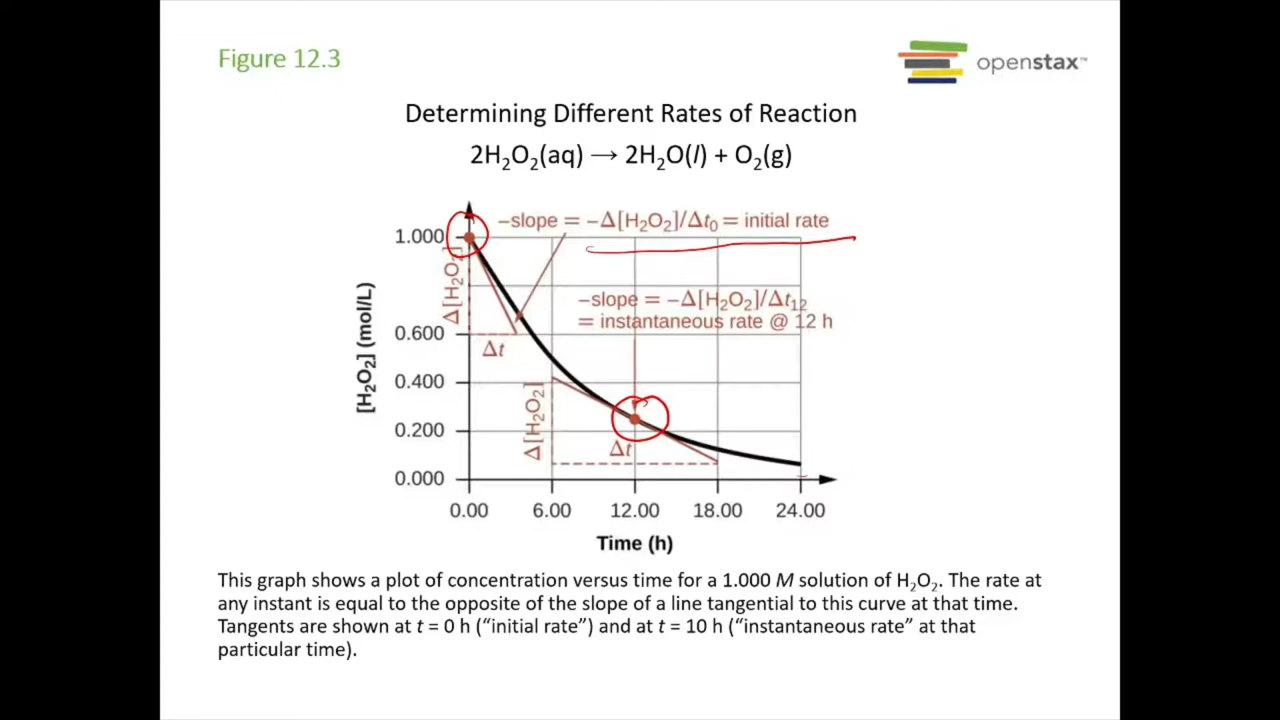 Figure 12.3
openstax™
Determining Different Rates of Reaction
2H₂O₂(aq) → 2H₂O(l) + O₂(g)
–slope = –Δ[H₂O₂]/Δt₀ = initial rate
1.000
Δ[H₂O₂]
–slope = –Δ[H₂O₂]/Δt₁₂
= instantaneous rate @ 12 h
0.600
Δt
[H₂O₂] (mol/L)
0.400
Δ[H₂O₂]
0.200
Δt
0.000
0.00 6.00 12.00 18.00 24.00
Time (h)
This graph shows a plot of concentration versus time for a 1.000 M solution of H₂O₂. The rate at
any instant is equal to the opposite of the slope of a line tangential to this curve at that time.
Tangents are shown at t = 0 h (“initial rate”) and at t = 10 h (“instantaneous rate” at that
particular time).